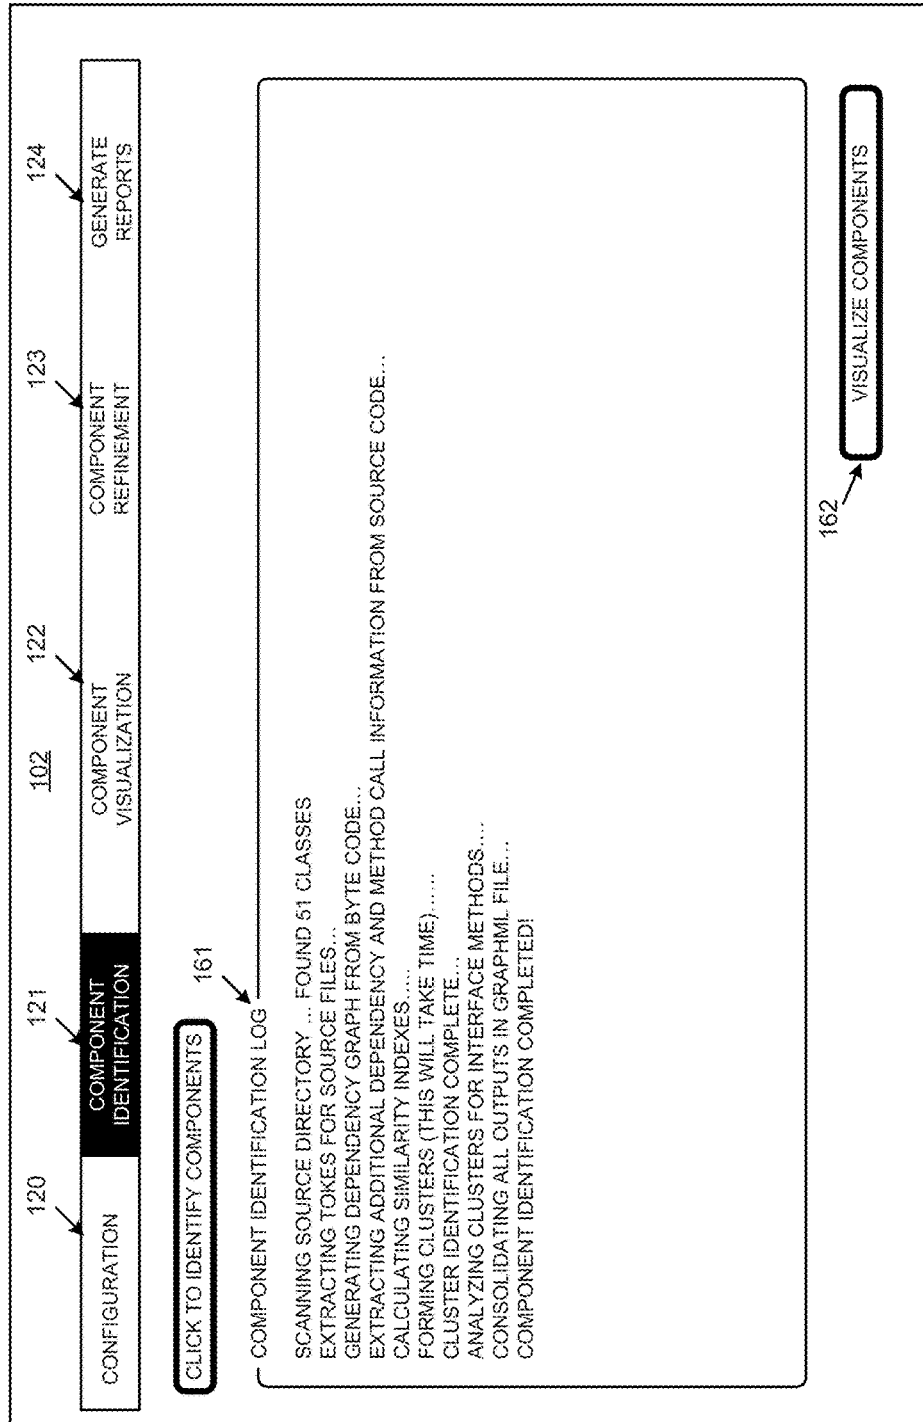 102
120
121
122
123
124
CONFIGURATION
COMPONENT
IDENTIFICATION
COMPONENT
VISUALIZATION
COMPONENT
REFINEMENT
GENERATE
REPORTS
CLICK TO IDENTIFY COMPONENTS
161
COMPONENT IDENTIFICATION LOG
SCANNING SOURCE DIRECTORY ... FOUND 51 CLASSES
EXTRACTING TOKES FOR SOURCE FILES...
GENERATING DEPENDENCY GRAPH FROM BYTE CODE...
EXTRACTING ADDITIONAL DEPENDENCY AND METHOD CALL INFORMATION FROM SOURCE CODE...
CALCULATING SIMILARITY INDEXES.....
FORMING CLUSTERS (THIS WILL TAKE TIME)......
CLUSTER IDENTIFICATION COMPLETE...
ANALYZING CLUSTERS FOR INTERFACE METHODS....
CONSOLIDATING ALL OUTPUTS IN GRAPHML FILE...
COMPONENT IDENTIFICATION COMPLETED!
162
VISUALIZE COMPONENTS